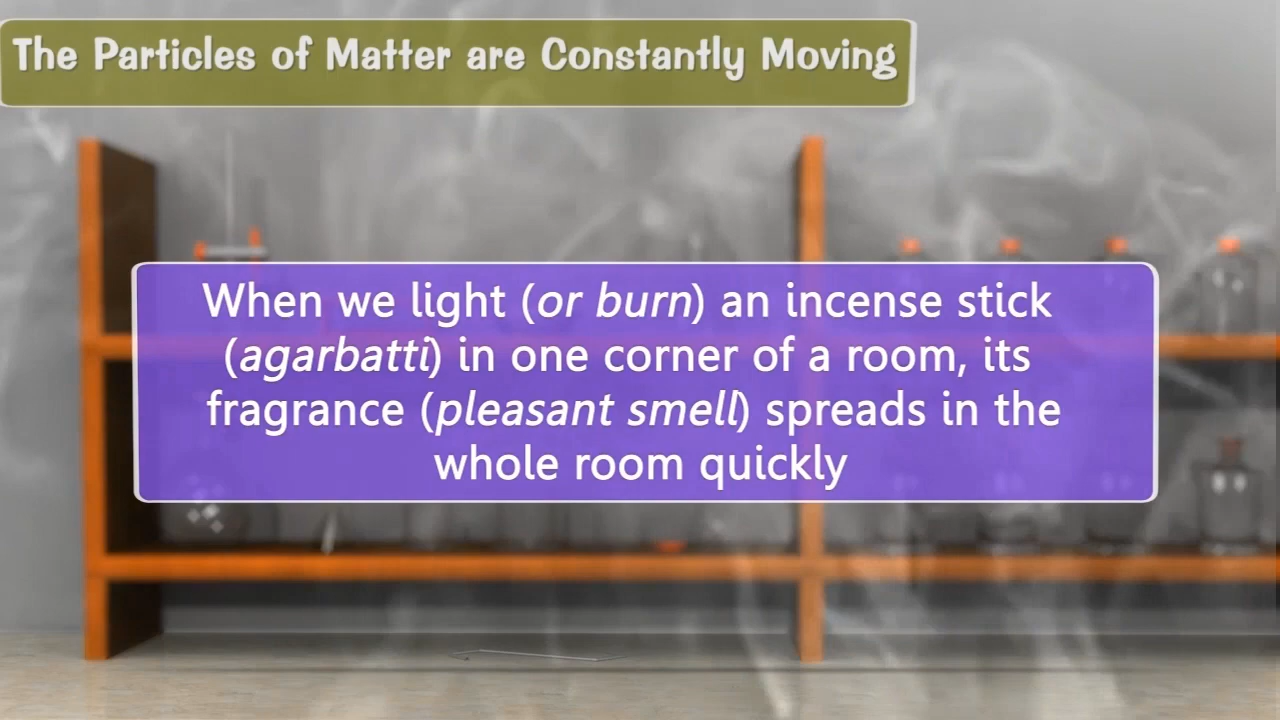 The Particles of Matter are Constantly Moving
When we light (or burn) an incense stick
(agarbatti) in one corner of a room, its
fragrance (pleasant smell) spreads in the
whole room quickly